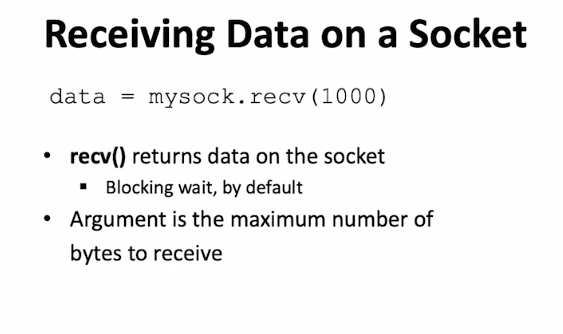 Receiving Data on a Socket
data = mysock.recv(1000)
• recv() returns data on the socket
▪ Blocking wait, by default
• Argument is the maximum number of
bytes to receive